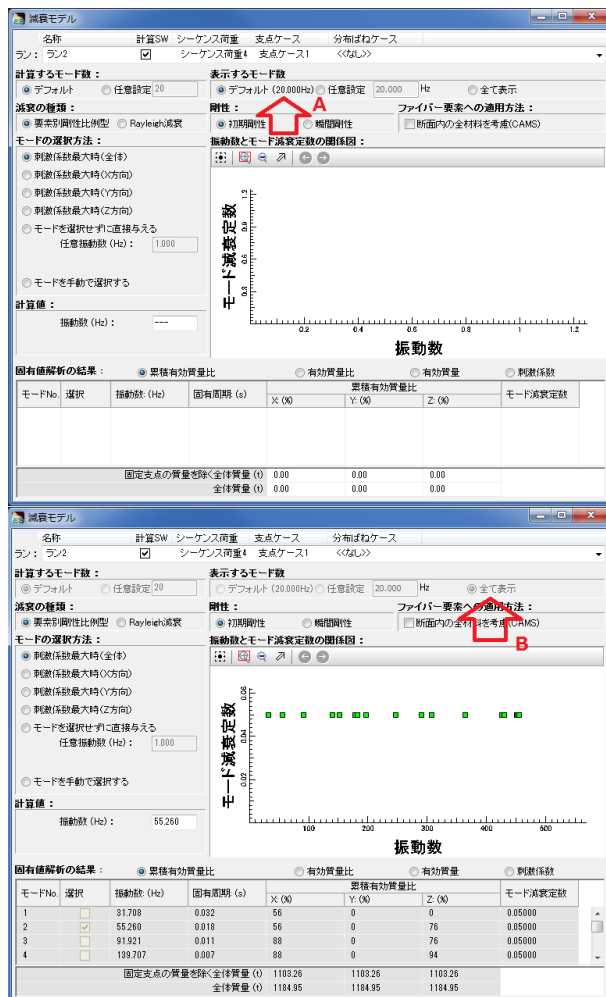 減衰モデル
名称 計算SW シーケンス荷重 支点ケース 分布ばねケース
ラン： ラン2 シーケンス荷重4 支点ケース1 <<なし>>
計算するモード数： 表示するモード数
デフォルト 任意設定 20 デフォルト (20.000Hz) 任意設定 20.000 Hz 全て表示
A
減衰の種類： 剛性： ファイバー要素への適用方法：
要素別剛性比例型 Rayleigh減衰 初期剛性 瞬間剛性 断面内の全材料を考慮(CAMS)
モードの選択方法： 振動数とモード減衰定数の関係図：
刺激係数最大時(全体)
刺激係数最大時(X方向)
刺激係数最大時(Y方向)
刺激係数最大時(Z方向)
モードを選択せずに直接与える
任意振動数 (Hz)： 1.000
モードを手動で選択する
計算値：
振動数 (Hz)： ---
モード減衰定数
1.2
0.9
0.6
0.3
0.2 0.4 0.6 0.8 1 1.2
振動数
固有値解析の結果： 累積有効質量比 有効質量比 有効質量 刺激係数
モードNo. 選択 振動数: (Hz) 固有周期: (s) 累積有効質量比 モード減衰定数
X: (%) Y: (%) Z: (%)
固定支点の質量を除く全体質量 (t) 0.00 0.00 0.00
全体質量 (t) 0.00 0.00 0.00
減衰モデル
名称 計算SW シーケンス荷重 支点ケース 分布ばねケース
ラン： ラン2 シーケンス荷重4 支点ケース1 <<なし>>
計算するモード数： 表示するモード数
デフォルト 任意設定 20 デフォルト (20.000Hz) 任意設定 20.000 Hz 全て表示
減衰の種類： 剛性： ファイバー要素への適用方法：
要素別剛性比例型 Rayleigh減衰 初期剛性 瞬間剛性 断面内の全材料を考慮(CAMS)
B
モードの選択方法： 振動数とモード減衰定数の関係図：
刺激係数最大時(全体)
刺激係数最大時(X方向)
刺激係数最大時(Y方向)
刺激係数最大時(Z方向)
モードを選択せずに直接与える
任意振動数 (Hz)： 1.000
モードを手動で選択する
計算値：
振動数 (Hz)： 55.260
モード減衰定数
0.06
0.04
0.02
100 200 300 400 500
振動数
固有値解析の結果： 累積有効質量比 有効質量比 有効質量 刺激係数
モードNo. 選択 振動数: (Hz) 固有周期: (s) 累積有効質量比 モード減衰定数
X: (%) Y: (%) Z: (%)
1 31.708 0.032 56 0 0 0.05000
2 55.260 0.018 56 0 76 0.05000
3 91.921 0.011 88 0 76 0.05000
4 139.707 0.007 88 0 94 0.05000
固定支点の質量を除く全体質量 (t) 1103.26 1103.26 1103.26
全体質量 (t) 1184.95 1184.95 1184.95